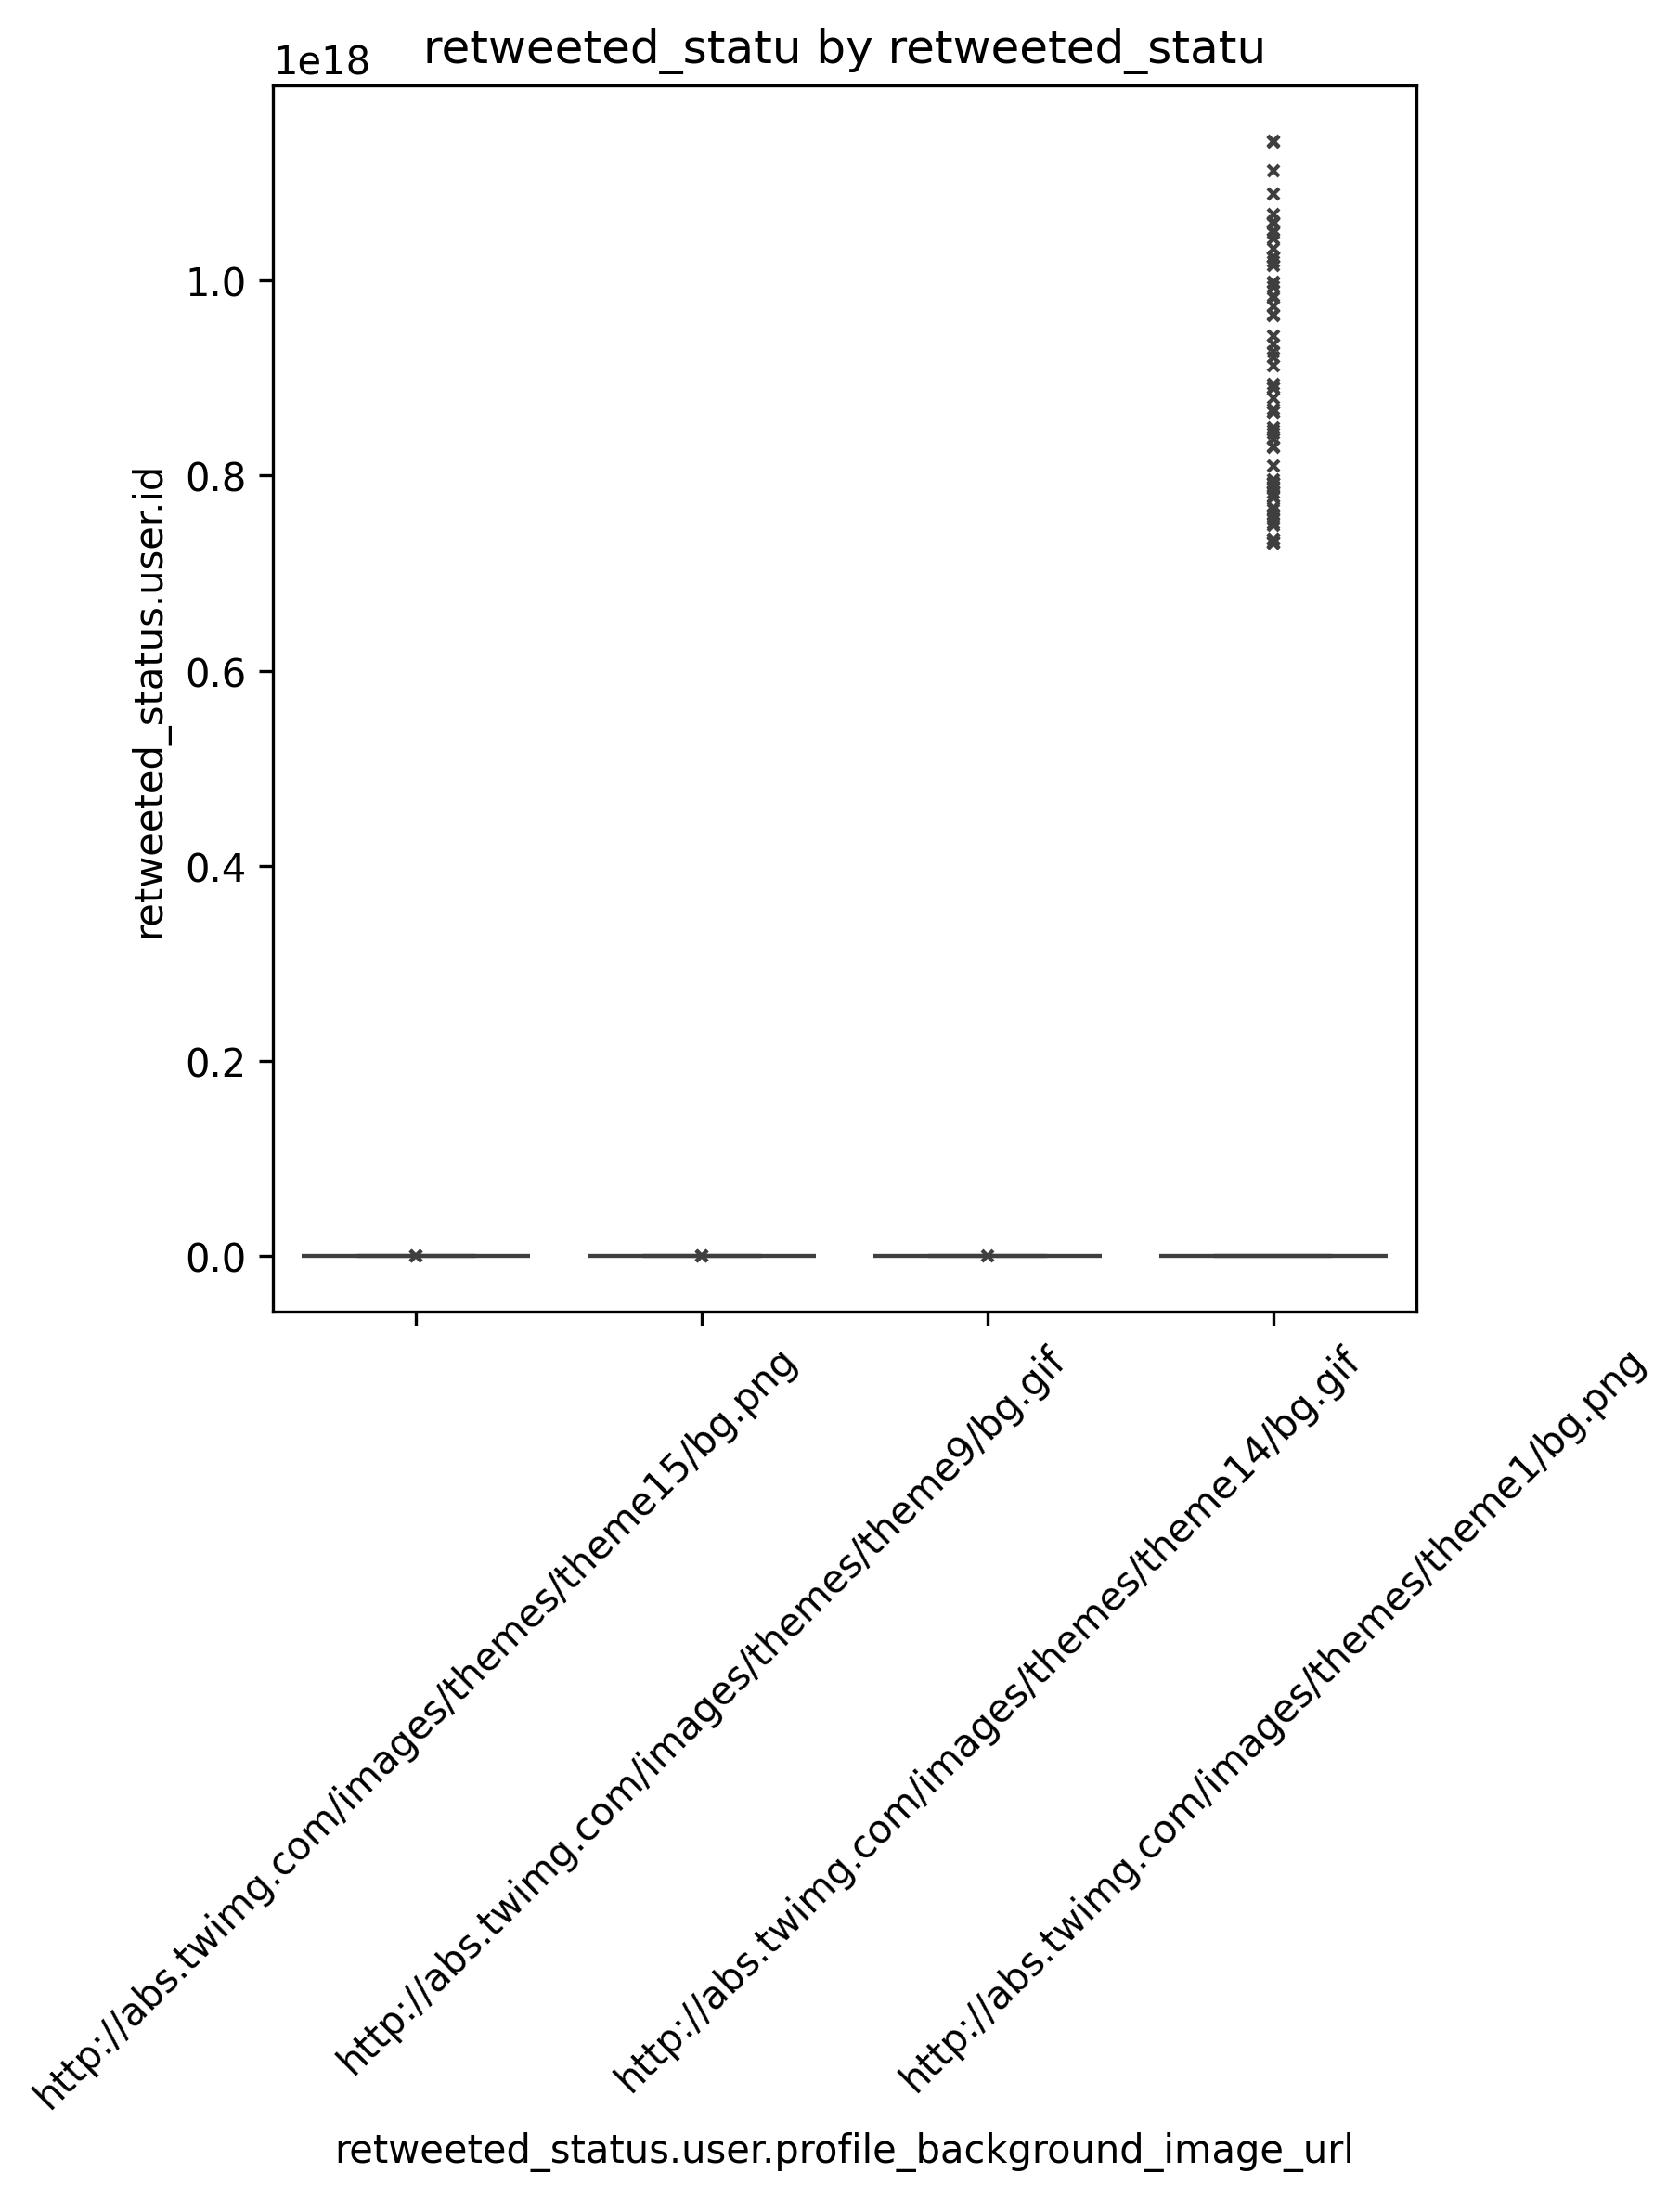 retweeted_statu by retweeted_statu
1e18
1.0
0.8
0.6
0.4
0.2
0.0
retweeted_status.user.id
http://abs.twimg.com/images/themes/theme15/bg.png
http://abs.twimg.com/images/themes/theme9/bg.gif
http://abs.twimg.com/images/themes/theme14/bg.gif
http://abs.twimg.com/images/themes/theme1/bg.png
retweeted_status.user.profile_background_image_url